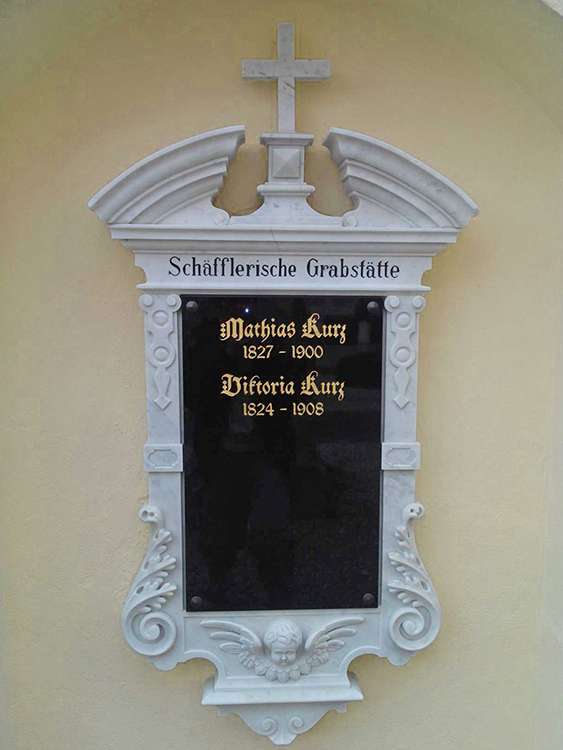 Schäfflerische Grabstätte
Mathias Kurz
1827 - 1900
Viktoria Kurz
1824 - 1908